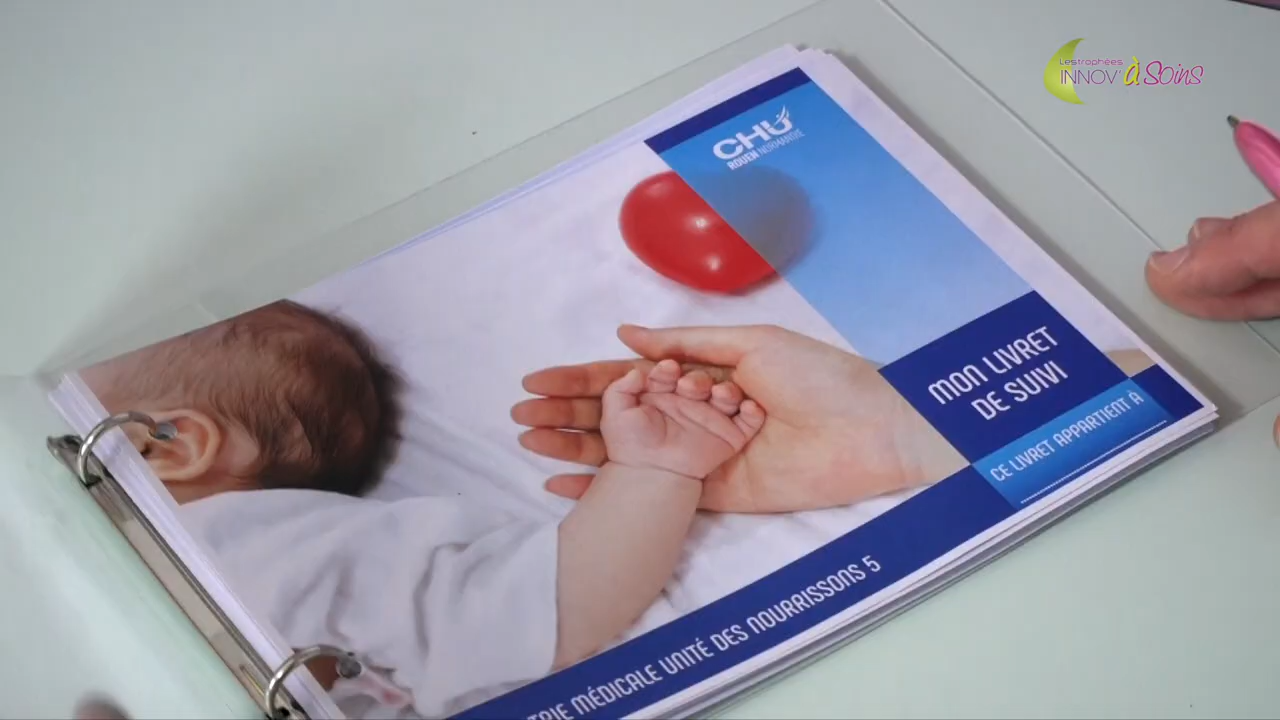 Les trophées
INNOV' à Soins
CHU
ROUEN NORMANDIE
MON LIVRET
DE SUIVI
CE LIVRET APPARTIENT À
MÉDICALE UNITÉ DES NOURRISSONS 5